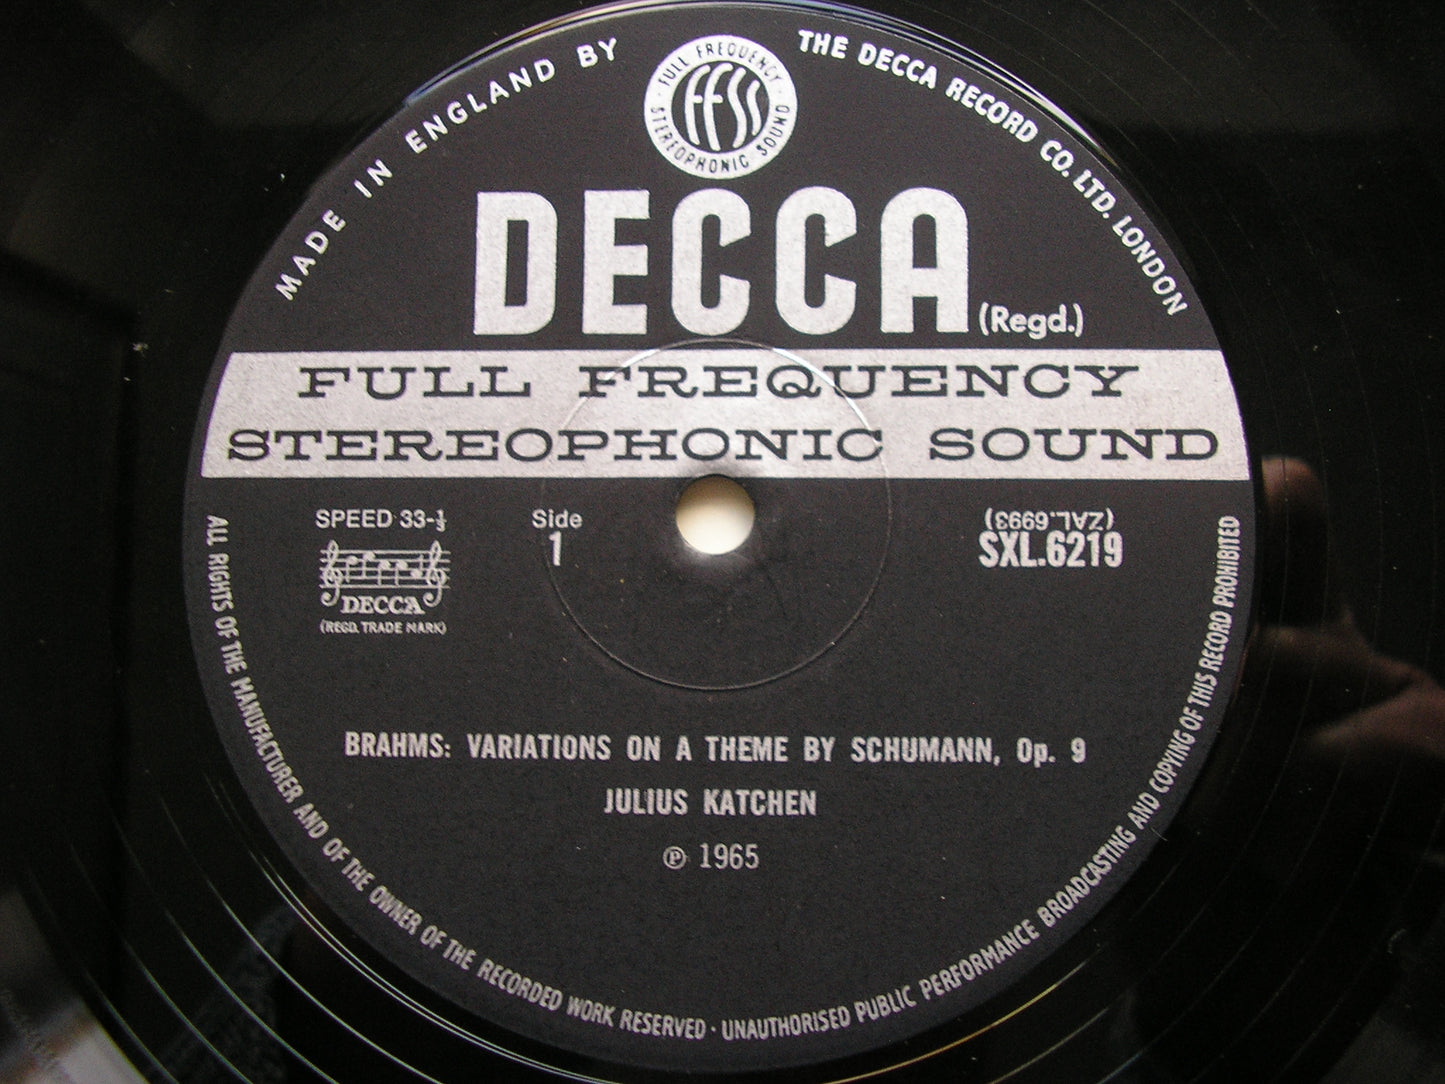 MADE IN ENGLAND BY
THE DECCA RECORD CO. LTD. LONDON
FULL FREQUENCY
ffss
STEREOPHONIC SOUND
DECCA
(Regd.)
FULL FREQUENCY
STEREOPHONIC SOUND
SPEED 33-⅓
Side
1
DECCA
(REGD. TRADE MARK)
(ZAL.6993)
SXL.6219
BRAHMS: VARIATIONS ON A THEME BY SCHUMANN, Op. 9
JULIUS KATCHEN
℗ 1965
ALL RIGHTS OF THE MANUFACTURER AND OF THE OWNER OF THE RECORDED WORK RESERVED · UNAUTHORISED PUBLIC PERFORMANCE BROADCASTING AND COPYING OF THIS RECORD PROHIBITED